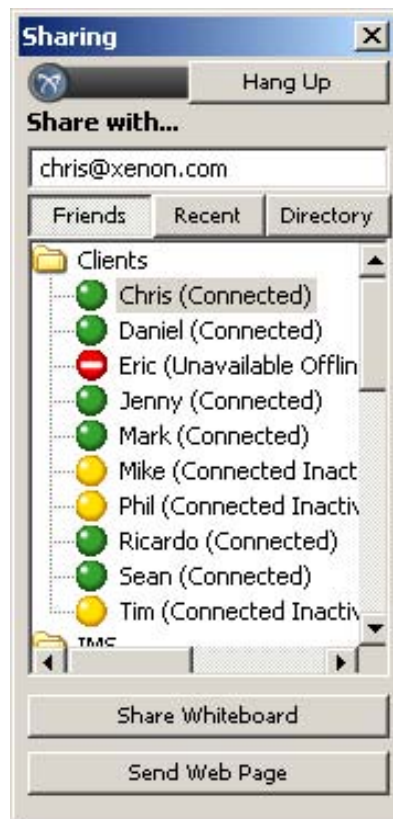 Sharing
Hang Up
Share with...
chris@xenon.com
Friends Recent Directory
Clients
Chris (Connected)
Daniel (Connected)
Eric (Unavailable Offlin
Jenny (Connected)
Mark (Connected)
Mike (Connected Inact
Phil (Connected Inactiv
Ricardo (Connected)
Sean (Connected)
Tim (Connected Inactiv
Share Whiteboard
Send Web Page